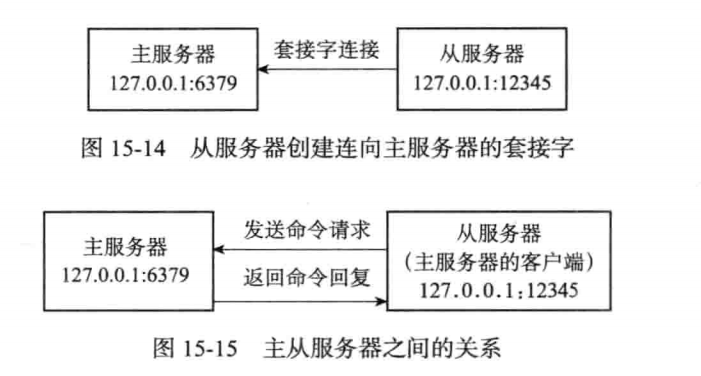 主服务器
127.0.0.1:6379
套接字连接
从服务器
127.0.0.1:12345
图 15-14 从服务器创建连向主服务器的套接字
主服务器
127.0.0.1:6379
发送命令请求
返回命令回复
从服务器
(主服务器的客户端)
127.0.0.1:12345
图 15-15 主从服务器之间的关系